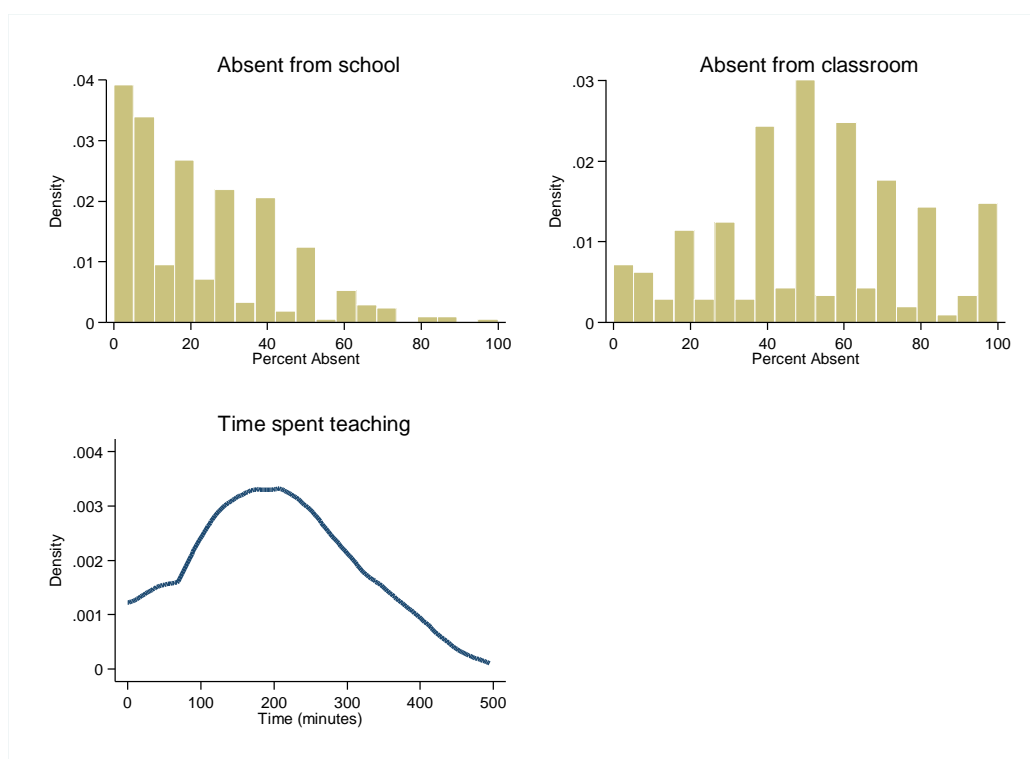 Absent from school
.04
.03
.02
.01
0
Density
0 20 40 60 80 100
Percent Absent
Absent from classroom
.03
.02
.01
0
Density
0 20 40 60 80 100
Percent Absent
Time spent teaching
.004
.003
.002
.001
0
Density
0 100 200 300 400 500
Time (minutes)